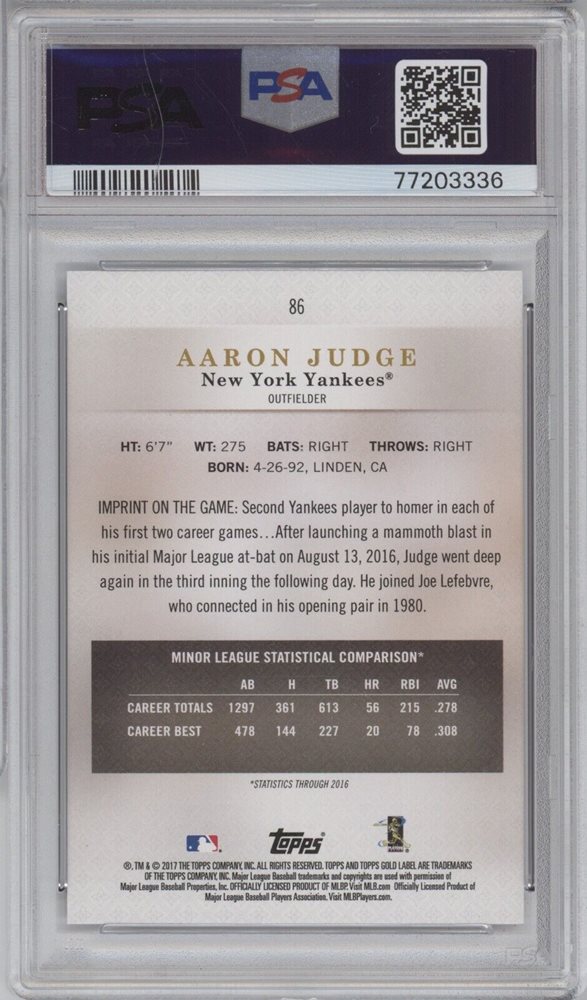 PSA
PSA
77203336
86
AARON JUDGE
New York Yankees®
OUTFIELDER
HT: 6'7" WT: 275 BATS: RIGHT THROWS: RIGHT
BORN: 4-26-92, LINDEN, CA
IMPRINT ON THE GAME: Second Yankees player to homer in each of
his first two career games...After launching a mammoth blast in
his initial Major League at-bat on August 13, 2016, Judge went deep
again in the third inning the following day. He joined Joe Lefebvre,
who connected in his opening pair in 1980.
MINOR LEAGUE STATISTICAL COMPARISON*
AB H TB HR RBI AVG
CAREER TOTALS 1297 361 613 56 215 .278
CAREER BEST 478 144 227 20 78 .308
*STATISTICS THROUGH 2016
topps®
®, TM & © 2017 THE TOPPS COMPANY, INC. ALL RIGHTS RESERVED. TOPPS AND TOPPS GOLD LABEL ARE TRADEMARKS
OF THE TOPPS COMPANY, INC. Major League Baseball trademarks and copyrights are used with permission of
Major League Baseball Properties, Inc. OFFICIALLY LICENSED PRODUCT OF MLBP. Visit MLB.com Officially Licensed Product of
Major League Baseball Players Association. Visit MLBPlayers.com.